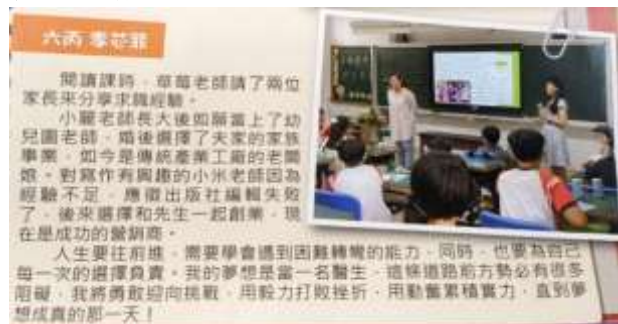 六丙 李芯菲
閱讀課時，草莓老師請了兩位
家長來分享求職經驗。
小麗老師長大後如願當上了幼
兒園老師，婚後選擇了夫家的家族
事業，如今是傳統產業工廠的老闆
娘。對寫作有興趣的小米老師因為
經驗不足，應徵出版社編輯失敗
了，後來選擇和先生一起創業，現
在是成功的營銷商。
人生要往前進，需要學會遇到困難轉彎的能力，同時，也要為自己
每一次的選擇負責。我的夢想是當一名醫生，這條道路前方勢必有很多
阻礙，我將勇敢迎向挑戰，用毅力打敗挫折，用勤奮累積實力，直到夢
想成真的那一天！